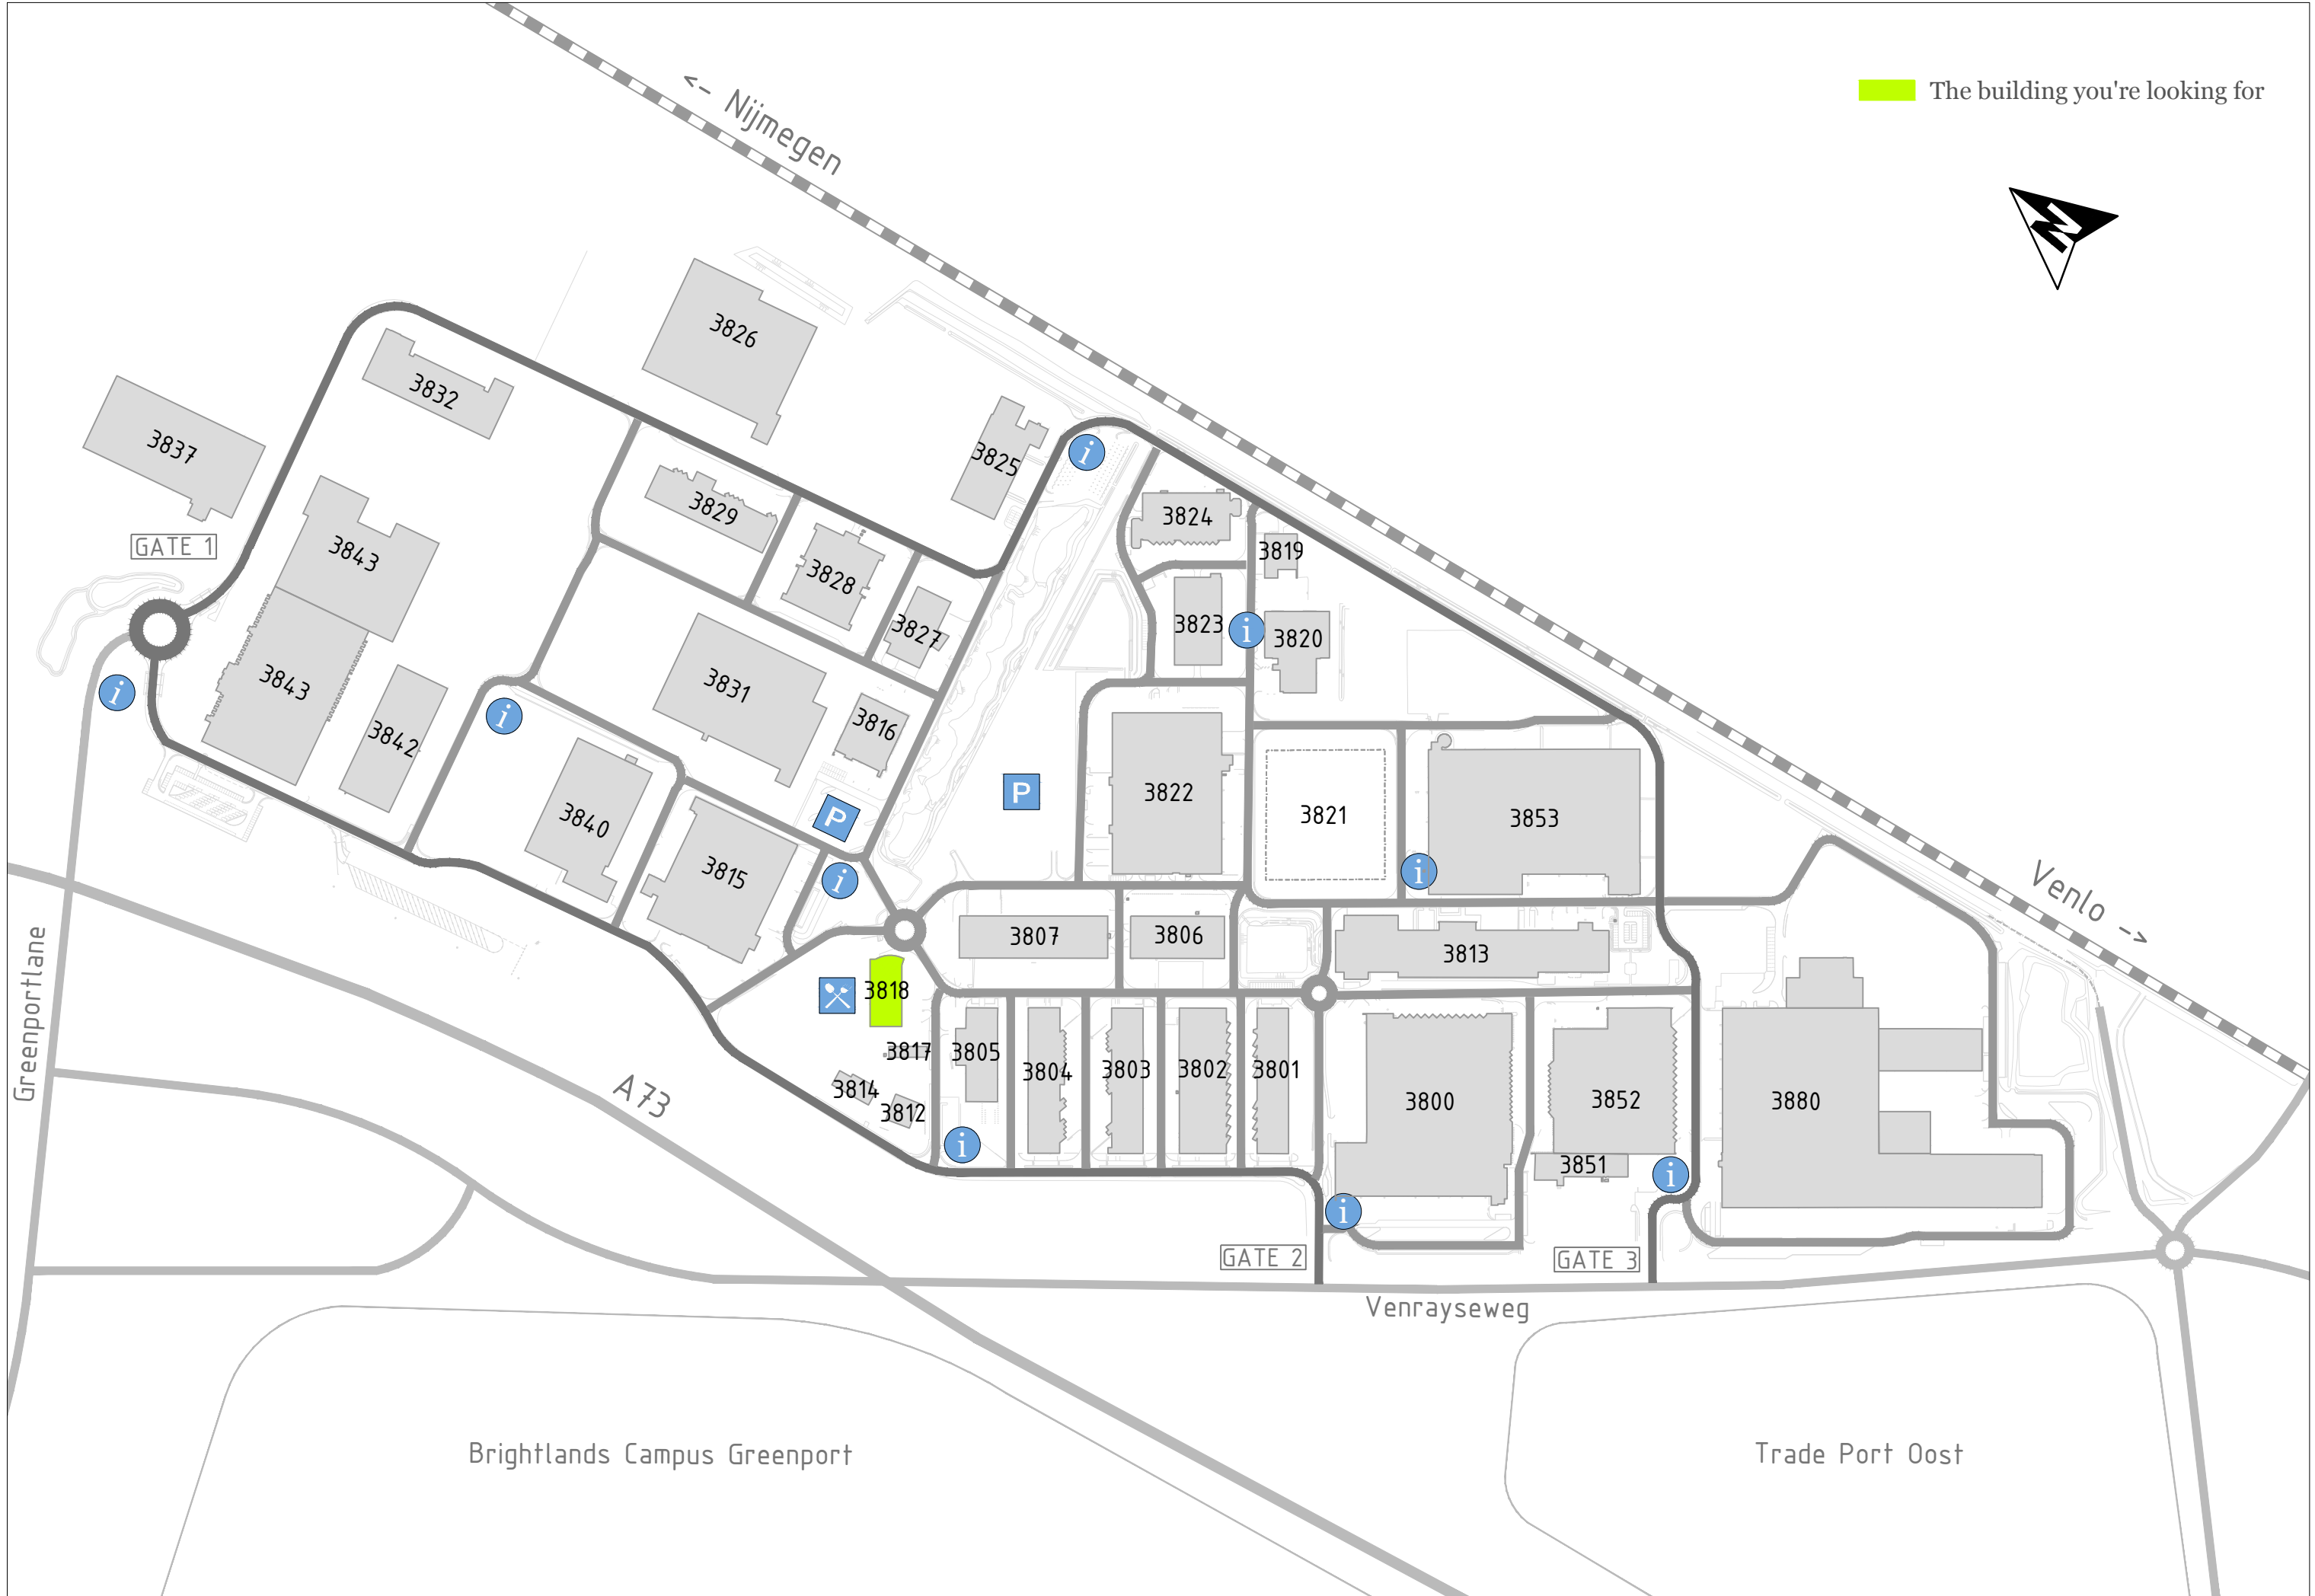 <- Nijmegen
The building you're looking for
N
3826
3832
3837
3825
3829
3824
GATE 1
3843
3819
3828
3823
i
3827
3820
3843
3831
3816
3842
P
P
3822
3821
3853
3840
3815
Venlo ->
Greenportlane
3807
3806
3813
3818
3817
3805
3804
3803
3802
3801
3814
3812
A73
3800
3852
3880
3851
i
i
i
i
i
i
i
i
GATE 2
GATE 3
Venrayseweg
Brightlands Campus Greenport
Trade Port Oost